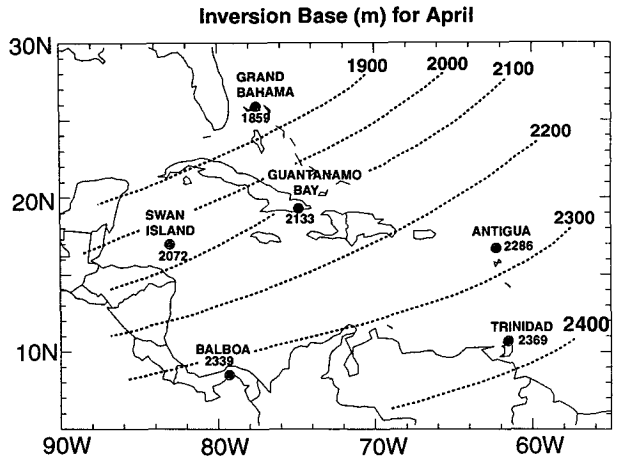 Inversion Base (m) for April
30N
1900
2000
2100
GRAND
BAHAMA
1859
2200
20N
GUANTANAMO
BAY
2133
2300
SWAN
ISLAND
2072
ANTIGUA
2286
TRINIDAD
2369
2400
10N
BALBOA
2339
90W
80W
70W
60W